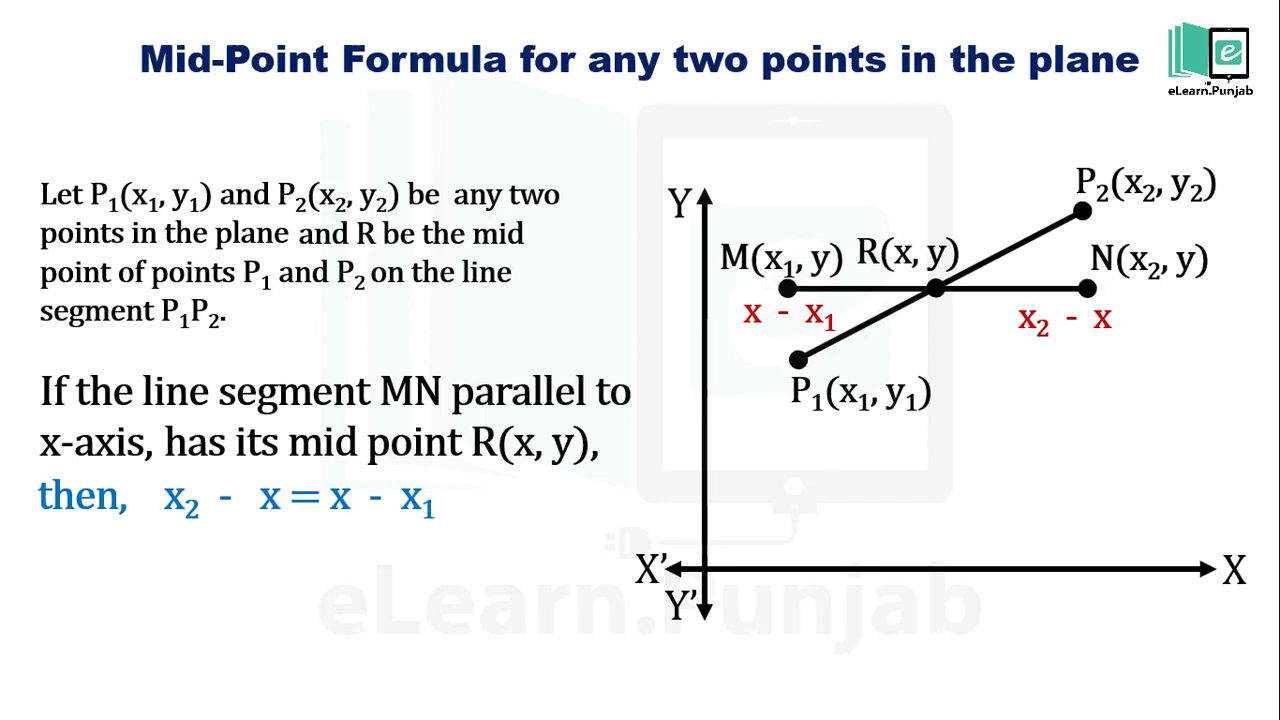 Mid-Point Formula for any two points in the plane
e
eLearn.Punjab
Let P₁(x₁, y₁) and P₂(x₂, y₂) be any two
points in the plane and R be the mid
point of points P₁ and P₂ on the line
segment P₁P₂.
If the line segment MN parallel to
x-axis, has its mid point R(x, y),
then, x₂ - x = x - x₁
P₂(x₂, y₂)
Y
M(x₁, y)
R(x, y)
N(x₂, y)
x - x₁
x₂ - x
P₁(x₁, y₁)
X’
X
Y’
eLearn.Punjab